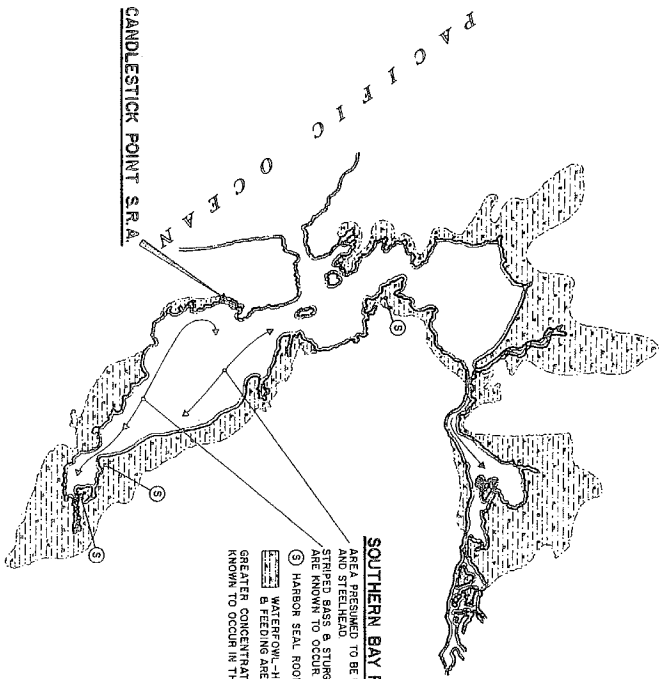 PACIFIC OCEAN
CANDLESTICK POINT S.R.A.
SOUTHERN BAY
AREA PRESUMED TO BE
AND STEELHEAD.
STRIPED BASS & STURG
ARE KNOWN TO OCCUR
S HARBOR SEAL ROO
WATERFOWL-H
& FEEDING ARE
GREATER CONCENTRAT
KNOWN TO OCCUR IN TH
S
S
S